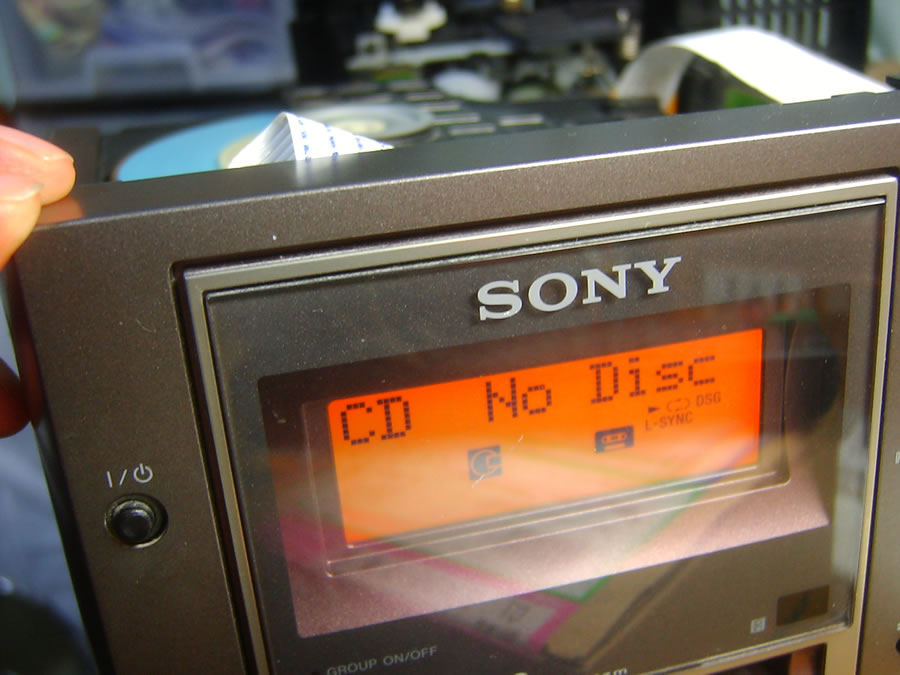 SONY
CD No Disc
DSG
L-SYNC
I/⏻
GROUP ON/OFF